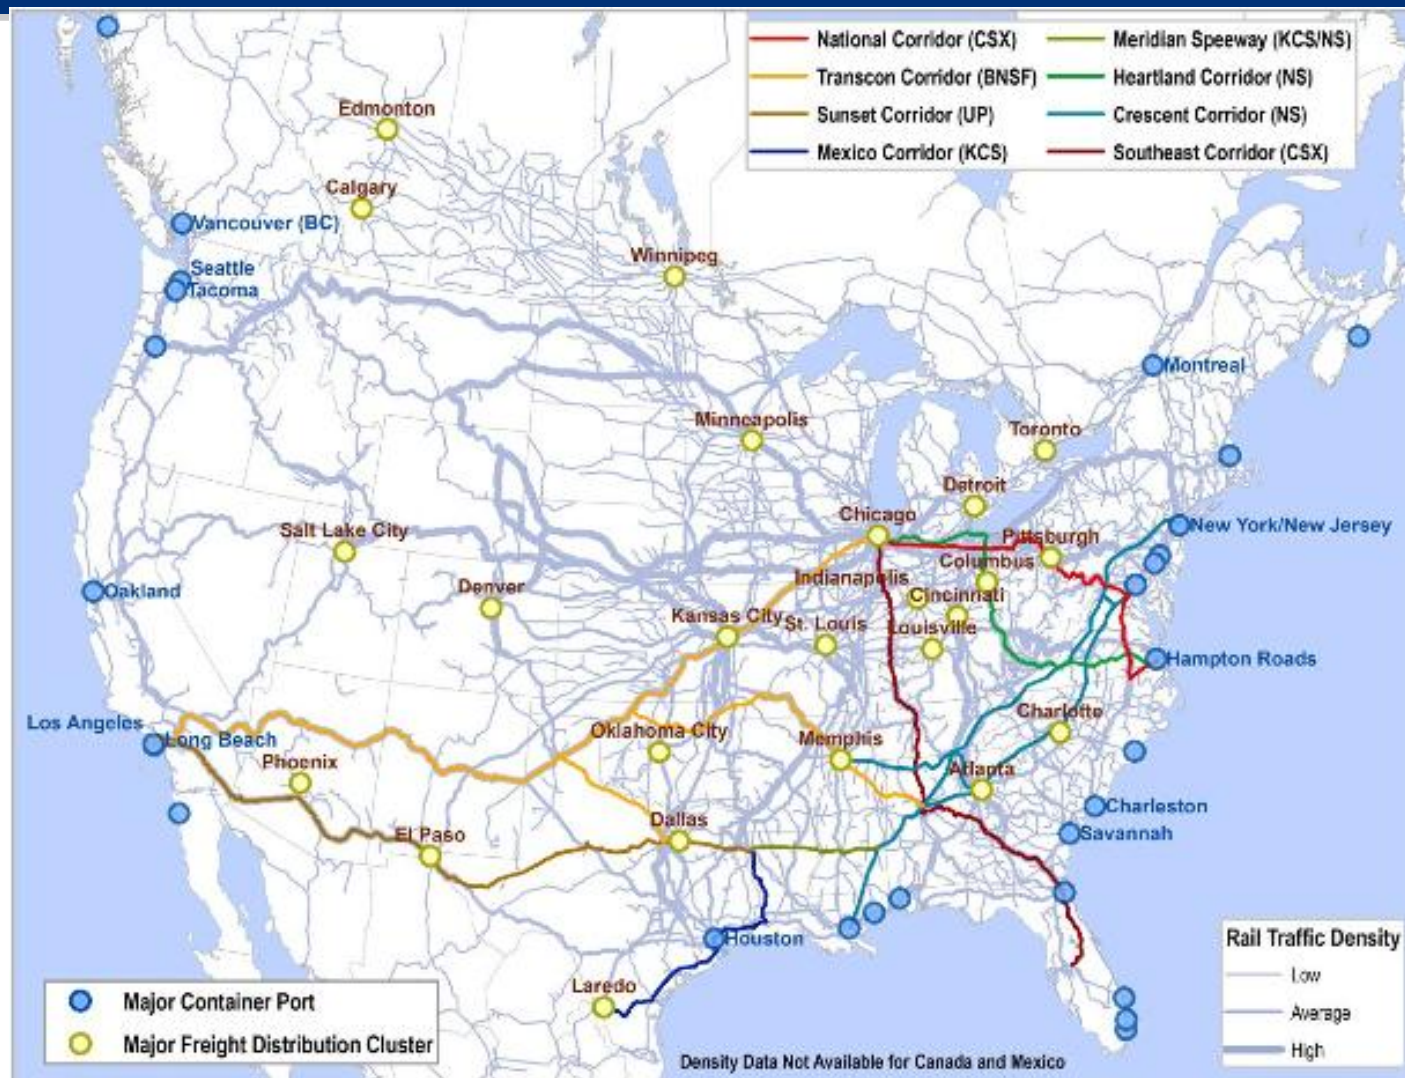 National Corridor (CSX)
Meridian Speeway (KCS/NS)
Transcon Corridor (BNSF)
Heartland Corridor (NS)
Sunset Corridor (UP)
Crescent Corridor (NS)
Mexico Corridor (KCS)
Southeast Corridor (CSX)
Edmonton
Calgary
Vancouver (BC)
Winnipeg
Seattle
Tacoma
Montreal
Minneapolis
Toronto
Detroit
Chicago
New York/New Jersey
Salt Lake City
Pittsburgh
Columbus
Indianapolis
Denver
Oakland
Cincinnati
Kansas City
St. Louis
Louisville
Hampton Roads
Charlotte
Los Angeles
Long Beach
Oklahoma City
Memphis
Phoenix
Atlanta
Charleston
Dallas
El Paso
Savannah
Houston
Laredo
Rail Traffic Density
Low
Average
High
Major Container Port
Major Freight Distribution Cluster
Density Data Not Available for Canada and Mexico